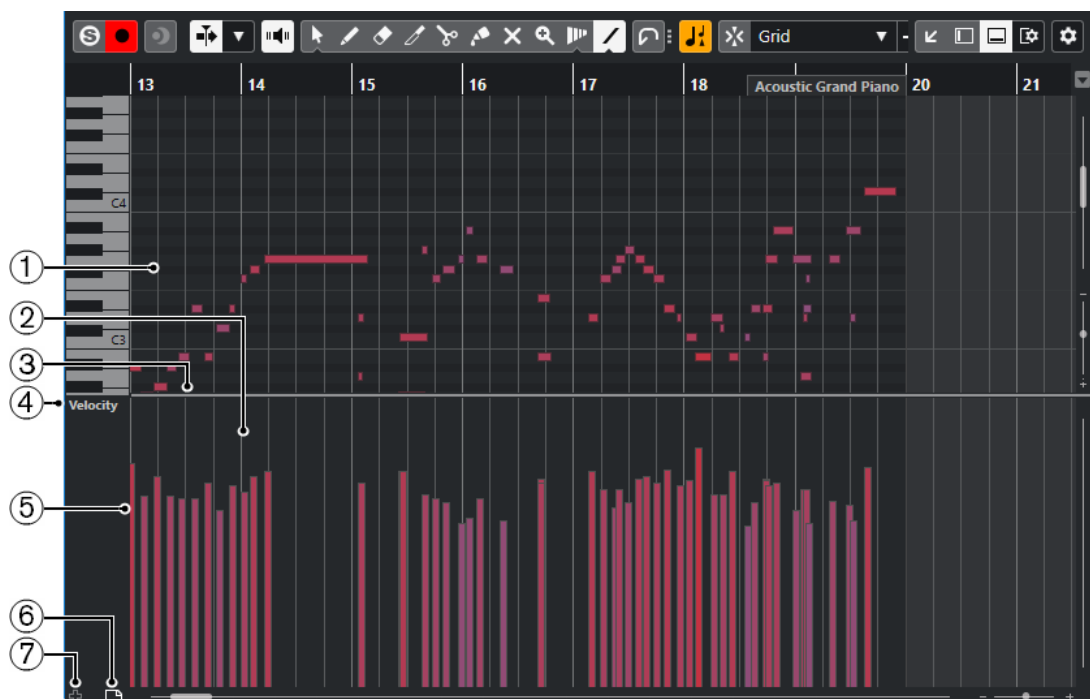 S Grid
13 14 15 16 17 18 Acoustic Grand Piano 20 21
C4
①
②
C3
③
④ Velocity
⑤
⑥
⑦